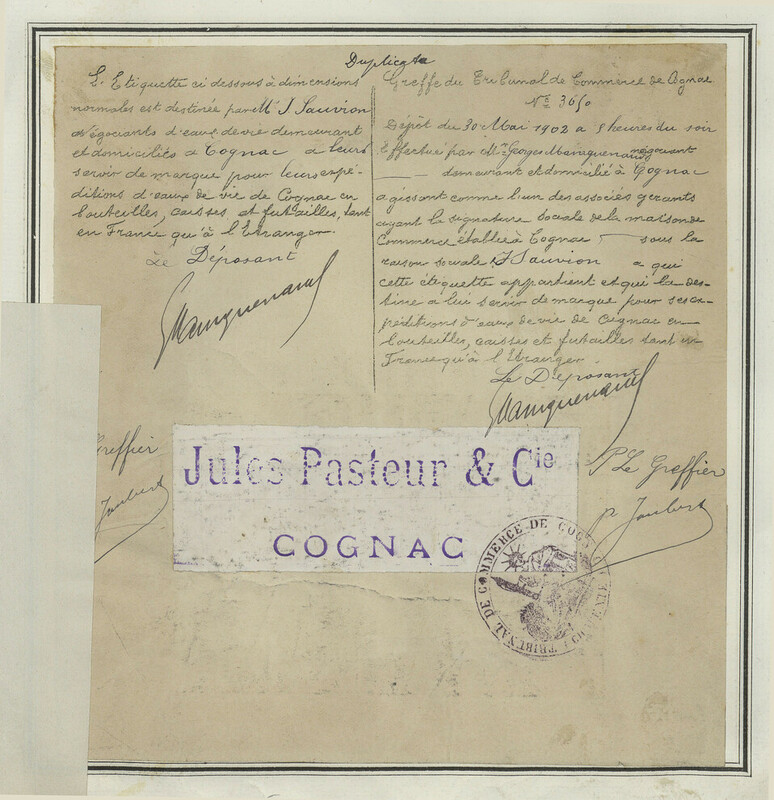 Duplicata
L'Etiquette ci dessous à dimensions
normales est destinée par Mr J. Sauvion
Négociants d'eaux de vie demeurant
et domiciliés à Cognac à leurs
servir de marque pour leurs expé-
ditions d'eaux de vie de Cognac en
bouteilles, caisses et futailles, tant
en France qu'à l'Etranger.
Le Déposant
Greffier
Joubert
Greffe du Tribunal de Commerce de Cognac
No 3650
Dépôt du 30 Mai 1902 a 5 heures du soir
Effectué par Mr Georges négociant
demeurant et domicilié à Cognac
agissant comme l'un des associés gerants
ayant la signature sociale de la maison de
Commerce établie à Cognac sous la
raison sociale J Sauvion a qui
cette étiquette appartient et qui la des-
tine a lui servir de marque pour ses ex-
péditions d'eaux de vie de Cognac en
bouteilles, caisses et futailles tant en
France qu'à l'Etranger
Le Déposant
Pr Le Greffier
p Joubert
Jules Pasteur & Cie
COGNAC
TRIBUNAL DE COMMERCE DE COGNAC